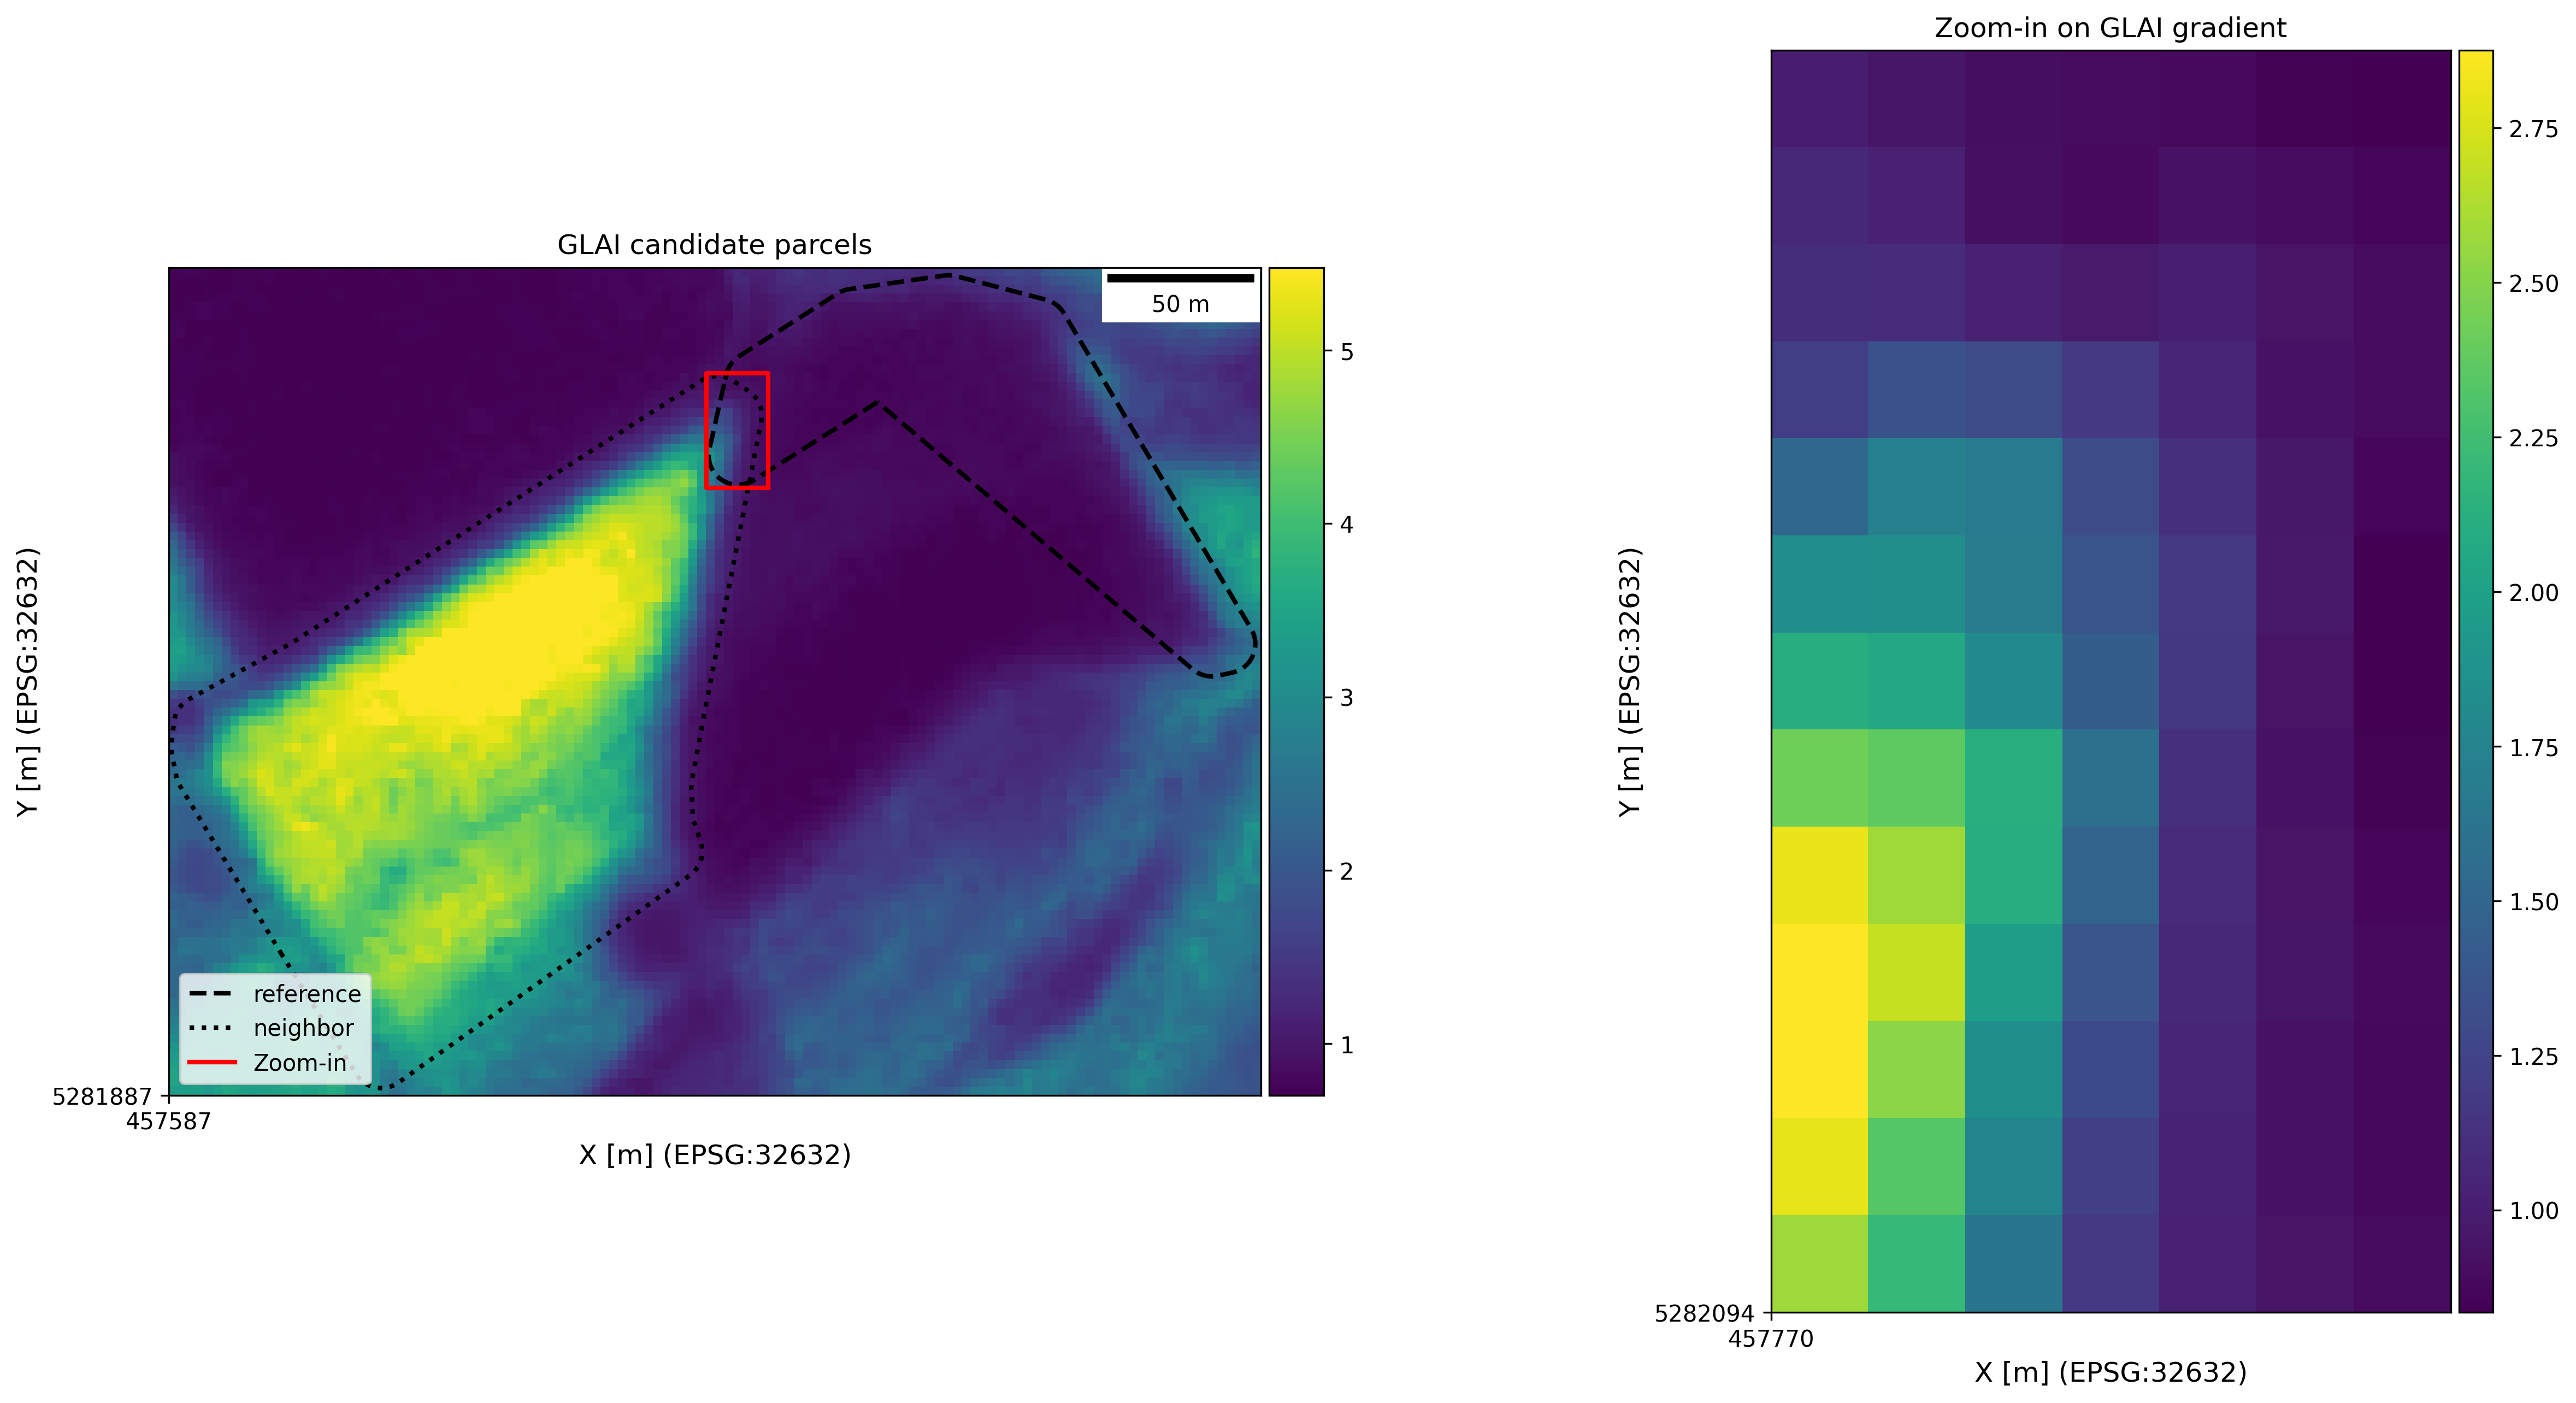 GLAI candidate parcels
50 m
5
4
3
2
1
Y [m] (EPSG:32632)
reference
neighbor
Zoom-in
5281887
457587
X [m] (EPSG:32632)
Zoom-in on GLAI gradient
2.75
2.50
2.25
2.00
1.75
1.50
1.25
1.00
Y [m] (EPSG:32632)
5282094
457770
X [m] (EPSG:32632)